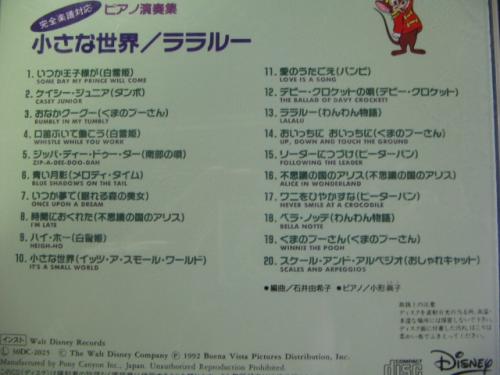 完全楽譜対応
ピアノ演奏集
小さな世界／ララルー
1. いつか王子様が(白雪姫)
SOME DAY MY PRINCE WILL COME
2. ケイシー・ジュニア(ダンボ)
CASEY JUNIOR
3. おなかグーグー(くまのプーさん)
RUMBLY IN MY TUMBLY
4. 口笛ふいて働こう(白雪姫)
WHISTLE WHILE YOU WORK
5. ジッパ・ディー・ドゥー・ダー(南部の唄)
ZIP-A-DEE-DOO-DAH
6. 青い月影(メロディ・タイム)
BLUE SHADOWS ON THE TAIL
7. いつか夢で(眠れる森の美女)
ONCE UPON A DREAM
8. 時間におくれた(不思議の国のアリス)
I'M LATE
9. ハイ・ホー(白雪姫)
HEIGH-HO
10. 小さな世界(イッツ・ア・スモール・ワールド)
IT'S A SMALL WORLD
11. 愛のうたごえ(バンビ)
LOVE IS A SONG
12. デビー・クロケットの唄(デビー・クロケット)
THE BALLAD OF DAVY CROCKETT
13. ララルー(わんわん物語)
LALALU
14. おいっちに おいっちに(くまのプーさん)
UP, DOWN AND TOUCH THE GROUND
15. リーダーにつづけ(ピーターパン)
FOLLOWING THE LEADER
16. 不思議の国のアリス(不思議の国のアリス)
ALICE IN WONDERLAND
17. ワニをひやかすな(ピーターパン)
NEVER SMILE AT A CROCODILE
18. ベラ・ノッテ(わんわん物語)
BELLA NOTTE
19. くまのプーさん(くまのプーさん)
WINNIE THE POOH
20. スケール・アンド・アルペジオ(おしゃれキャット)
SCALES AND ARPEGGIOS
●編曲／石井由希子 ●ピアノ／小形真子
インスト Walt Disney Records
Ⓛ MDC-2025 Ⓒ The Walt Disney Company Ⓟ 1992 Buena Vista Pictures Distribution, Inc.
Manufactured by Pony Canyon Inc., Japan. Unauthorized Reproduction Prohibited.
取扱上の注意
COMPACT
DISNEY